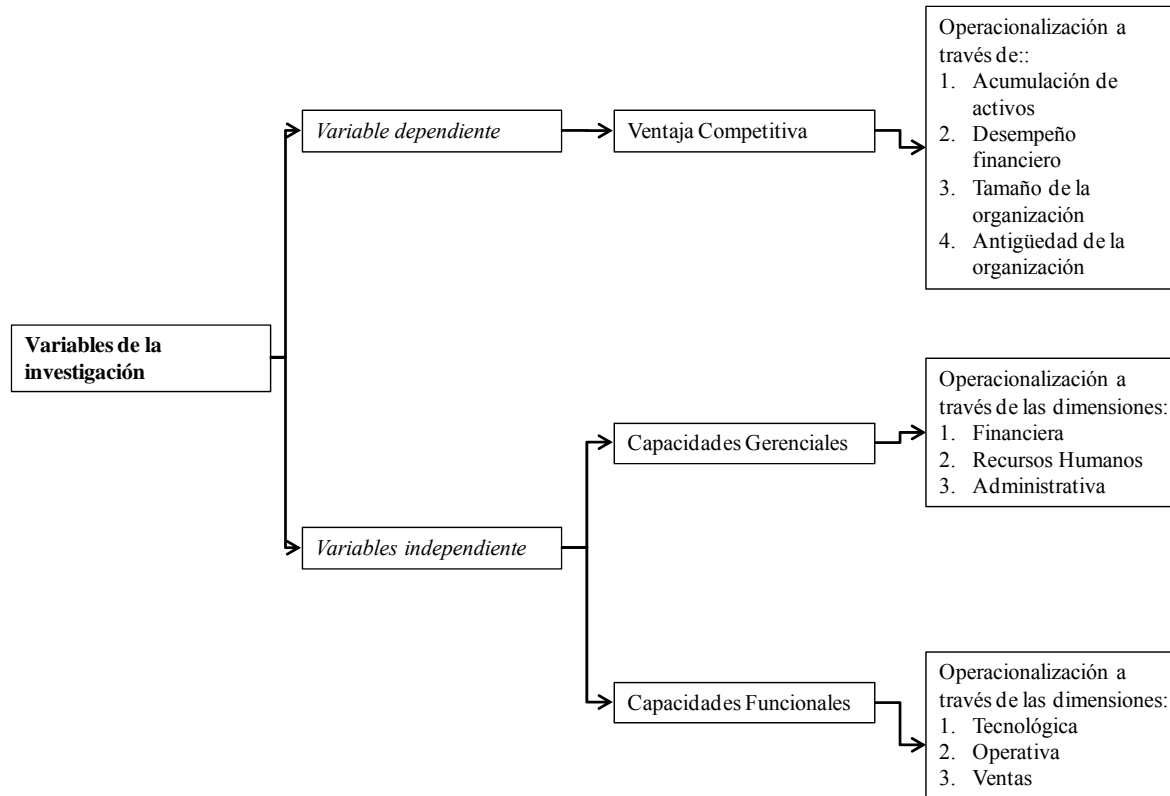 Variables de la
investigación
Variable dependiente
Ventaja Competitiva
Operacionalización a
través de::
1. Acumulación de
activos
2. Desempeño
financiero
3. Tamaño de la
organización
4. Antigüedad de la
organización
Variables independiente
Capacidades Gerenciales
Operacionalización a
través de las dimensiones:
1. Financiera
2. Recursos Humanos
3. Administrativa
Capacidades Funcionales
Operacionalización a
través de las dimensiones:
1. Tecnológica
2. Operativa
3. Ventas